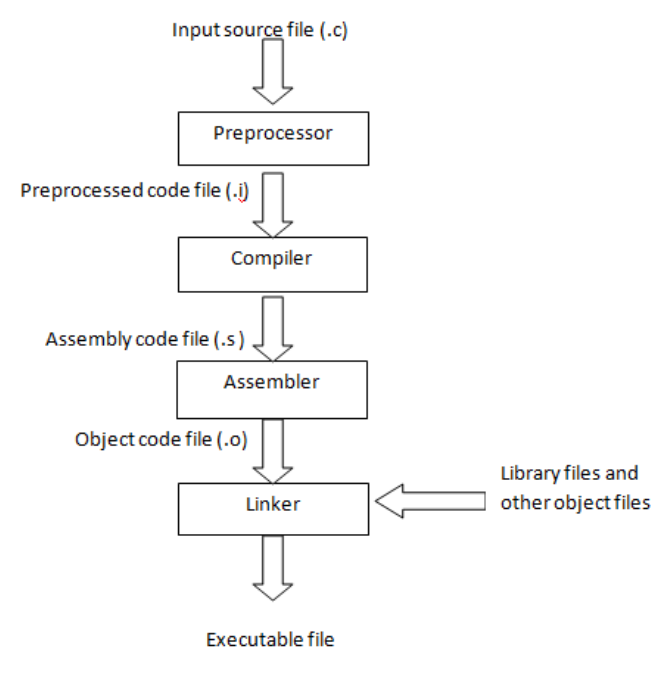 Input source file (.c)
Preprocessor
Preprocessed code file (.i)
Compiler
Assembly code file (.s )
Assembler
Object code file (.o)
Library files and
other object files
Linker
Executable file